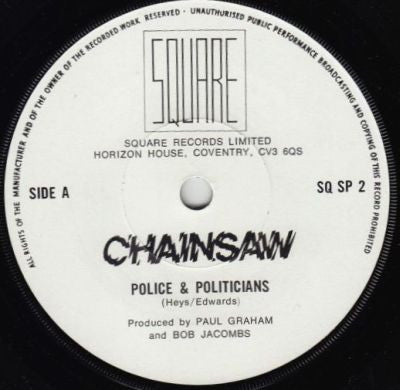 ALL RIGHTS OF THE MANUFACTURER AND OF THE OWNER OF THE RECORDED WORK RESERVED - UNAUTHORISED PUBLIC PERFORMANCE BROADCASTING AND COPYING OF THIS RECORD PROHIBITED
SQUARE
SQUARE RECORDS LIMITED
HORIZON HOUSE, COVENTRY, CV3 6QS
SIDE A
SQ SP 2
CHAINSAW
POLICE & POLITICIANS
(Heys/Edwards)
Produced by PAUL GRAHAM
and BOB JACOMBS